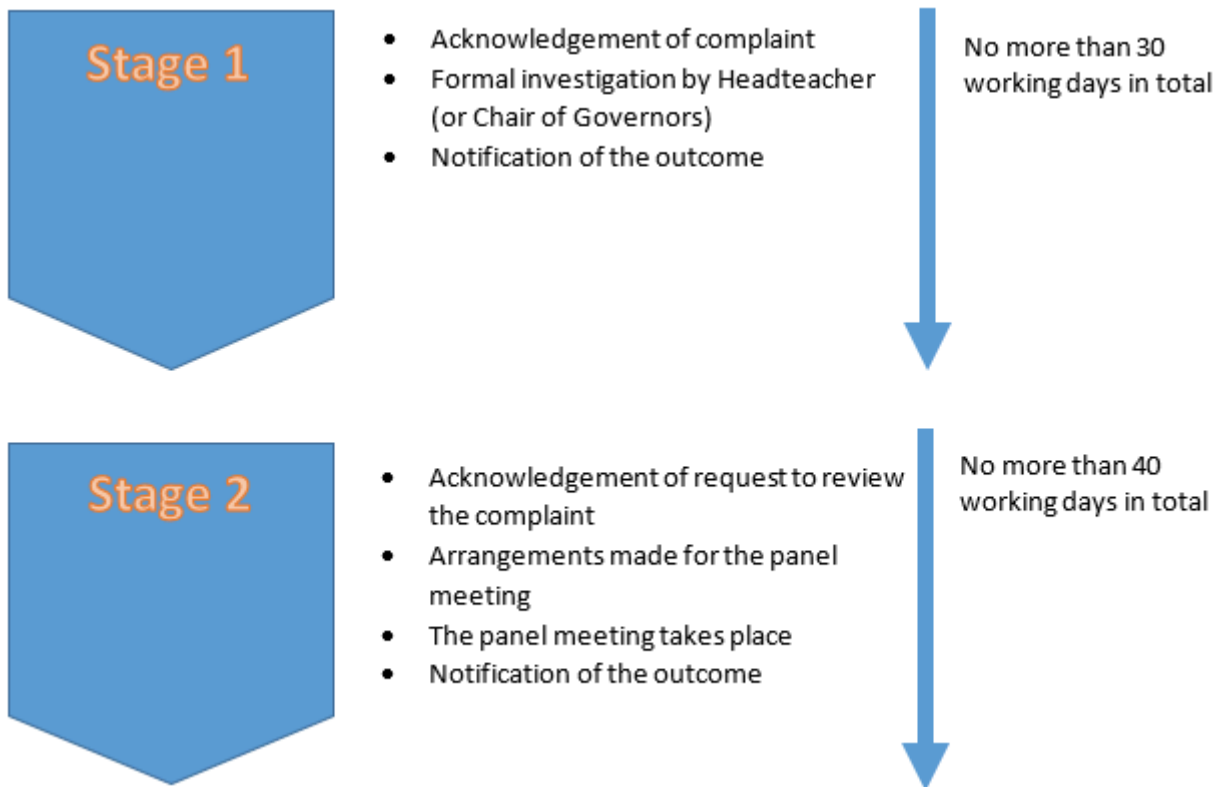 Stage 1
• Acknowledgement of complaint
• Formal investigation by Headteacher
(or Chair of Governors)
• Notification of the outcome
No more than 30
working days in total
Stage 2
• Acknowledgement of request to review
the complaint
• Arrangements made for the panel
meeting
• The panel meeting takes place
• Notification of the outcome
No more than 40
working days in total